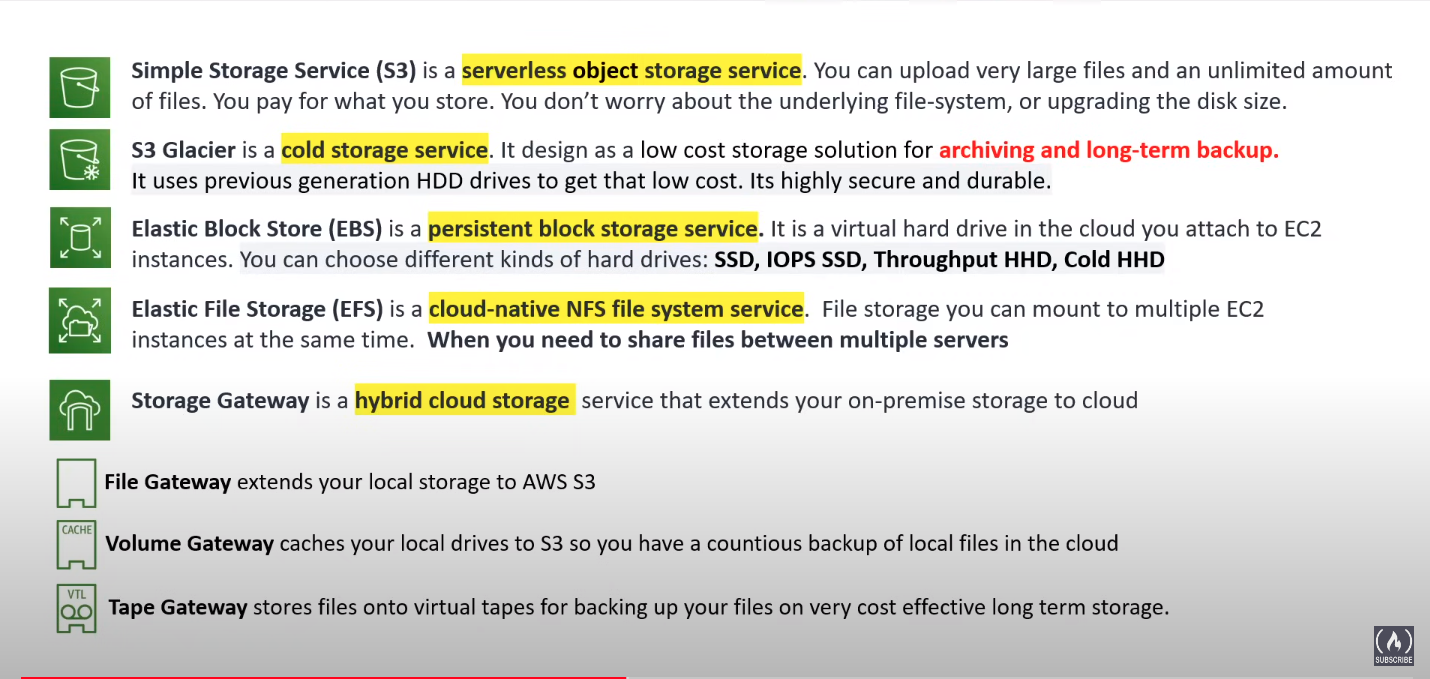 Simple Storage Service (S3) is a serverless object storage service. You can upload very large files and an unlimited amount
of files. You pay for what you store. You don’t worry about the underlying file-system, or upgrading the disk size.
S3 Glacier is a cold storage service. It design as a low cost storage solution for archiving and long-term backup.
It uses previous generation HDD drives to get that low cost. Its highly secure and durable.
Elastic Block Store (EBS) is a persistent block storage service. It is a virtual hard drive in the cloud you attach to EC2
instances. You can choose different kinds of hard drives: SSD, IOPS SSD, Throughput HHD, Cold HHD
Elastic File Storage (EFS) is a cloud-native NFS file system service. File storage you can mount to multiple EC2
instances at the same time. When you need to share files between multiple servers
Storage Gateway is a hybrid cloud storage service that extends your on-premise storage to cloud
File Gateway extends your local storage to AWS S3
CACHE
Volume Gateway caches your local drives to S3 so you have a countious backup of local files in the cloud
VTL
Tape Gateway stores files onto virtual tapes for backing up your files on very cost effective long term storage.
SUBSCRIBE